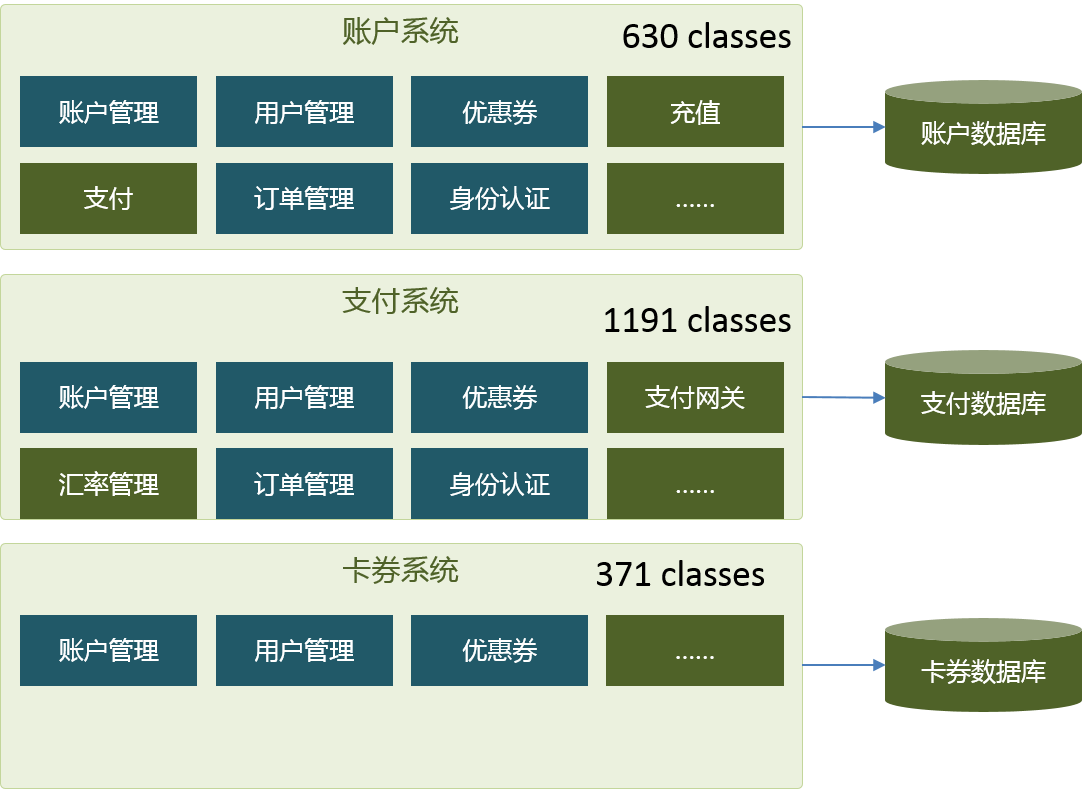 账户系统
630 classes
账户管理
用户管理
优惠券
充值
支付
订单管理
身份认证
......
账户数据库
支付系统
1191 classes
账户管理
用户管理
优惠券
支付网关
汇率管理
订单管理
身份认证
......
支付数据库
卡券系统
371 classes
账户管理
用户管理
优惠券
......
卡券数据库